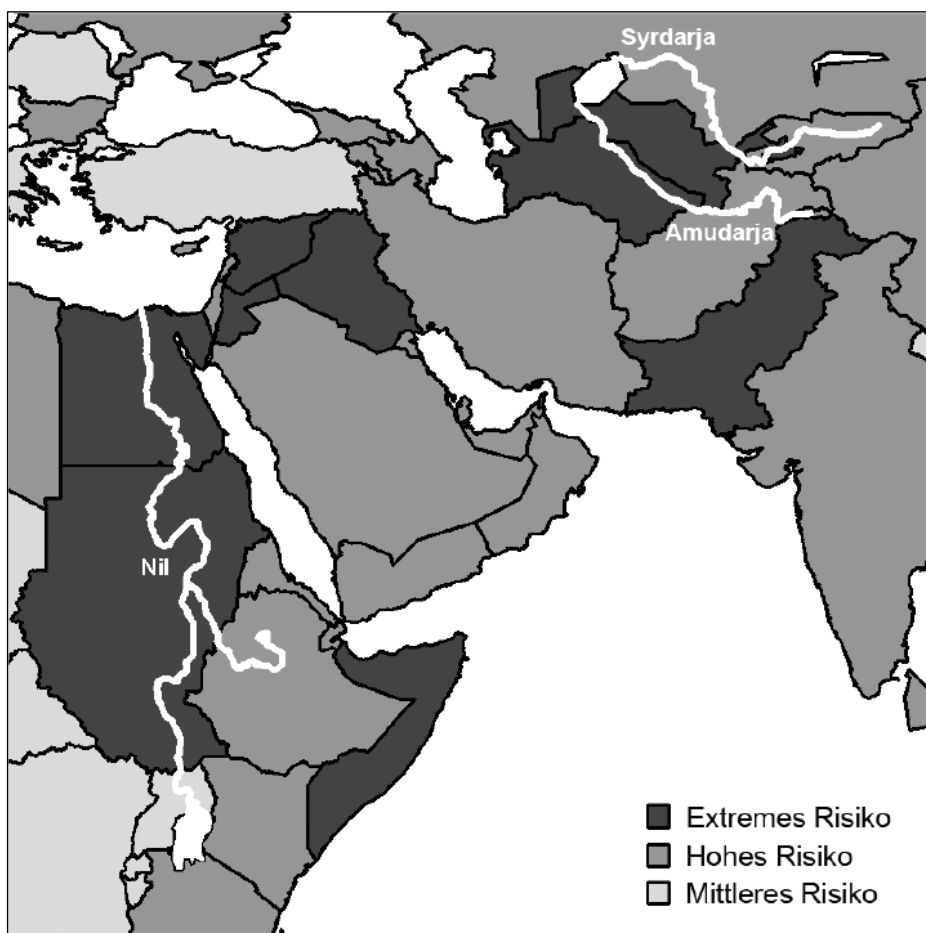 Syrdarja
Amudarja
Nil
Extremes Risiko
Hohes Risiko
Mittleres Risiko